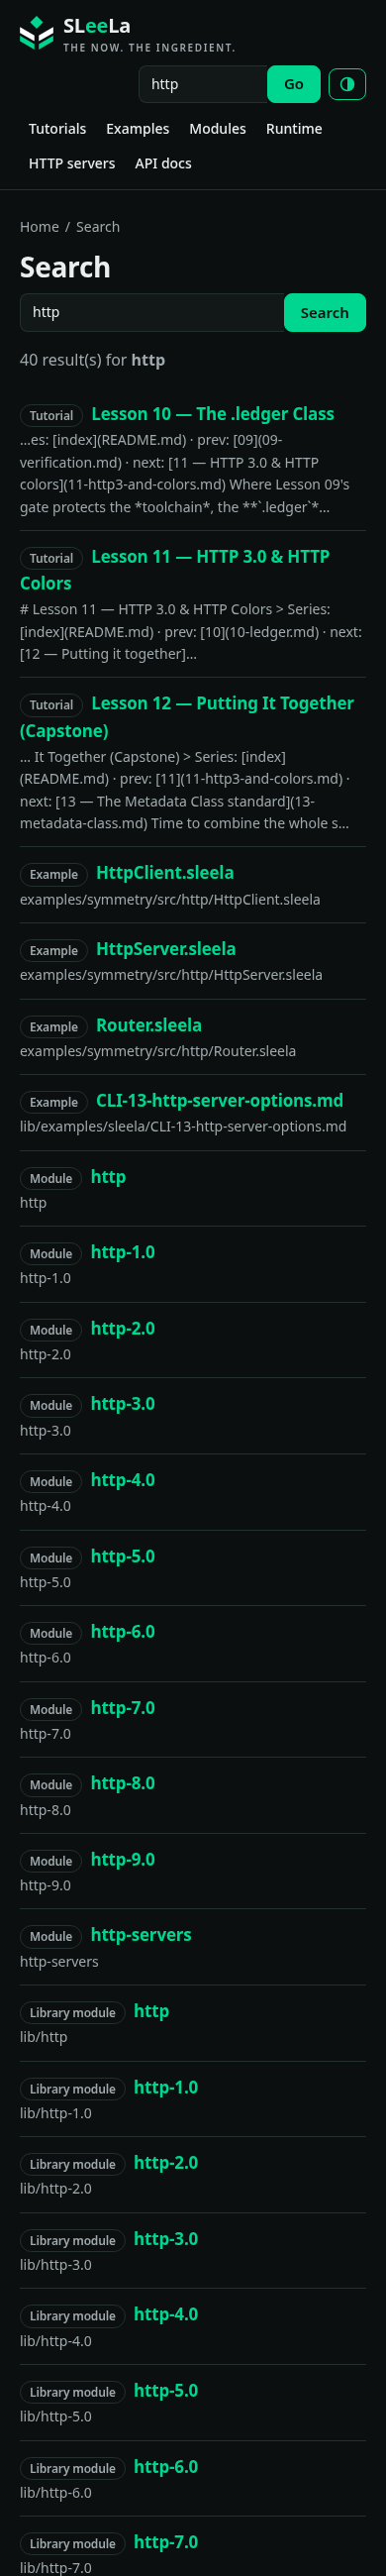 SLeeLa
THE NOW. THE INGREDIENT.
http
Go
Tutorials Examples Modules Runtime
HTTP servers API docs
Home / Search
Search
http
Search
40 result(s) for http
Tutorial Lesson 10 — The .ledger Class
…es: [index](README.md) · prev: [09](09-
verification.md) · next: [11 — HTTP 3.0 & HTTP
colors](11-http3-and-colors.md) Where Lesson 09's
gate protects the *toolchain*, the **`.ledger`*…
Tutorial Lesson 11 — HTTP 3.0 & HTTP
Colors
# Lesson 11 — HTTP 3.0 & HTTP Colors > Series:
[index](README.md) · prev: [10](10-ledger.md) · next:
[12 — Putting it together]…
Tutorial Lesson 12 — Putting It Together
(Capstone)
… It Together (Capstone) > Series: [index]
(README.md) · prev: [11](11-http3-and-colors.md) ·
next: [13 — The Metadata Class standard](13-
metadata-class.md) Time to combine the whole s…
Example HttpClient.sleela
examples/symmetry/src/http/HttpClient.sleela
Example HttpServer.sleela
examples/symmetry/src/http/HttpServer.sleela
Example Router.sleela
examples/symmetry/src/http/Router.sleela
Example CLI-13-http-server-options.md
lib/examples/sleela/CLI-13-http-server-options.md
Module http
http
Module http-1.0
http-1.0
Module http-2.0
http-2.0
Module http-3.0
http-3.0
Module http-4.0
http-4.0
Module http-5.0
http-5.0
Module http-6.0
http-6.0
Module http-7.0
http-7.0
Module http-8.0
http-8.0
Module http-9.0
http-9.0
Module http-servers
http-servers
Library module http
lib/http
Library module http-1.0
lib/http-1.0
Library module http-2.0
lib/http-2.0
Library module http-3.0
lib/http-3.0
Library module http-4.0
lib/http-4.0
Library module http-5.0
lib/http-5.0
Library module http-6.0
lib/http-6.0
Library module http-7.0
lib/http-7.0